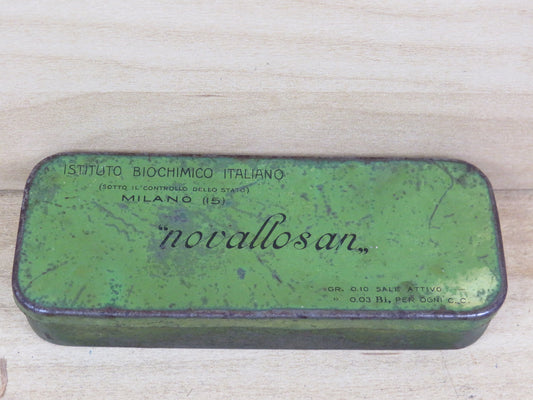 ISTITUTO BIOCHIMICO ITALIANO
(SOTTO IL CONTROLLO DELLO STATO)
MILANO (15)
"novallosan„
GR. 0.10 SALE ATTIVO
" 0.03 Bi, PER OGNI C.C.